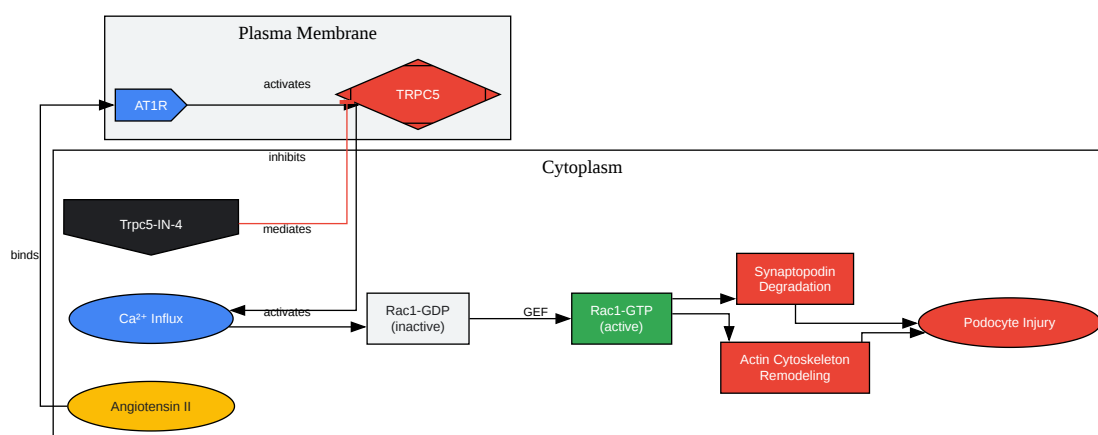 Plasma Membrane
activates
AT1R
TRPC5
inhibits
Cytoplasm
Trpc5-IN-4
mediates
binds
Synaptopodin
Degradation
Ca²⁺ Influx
activates
Rac1-GDP
(inactive)
GEF
Rac1-GTP
(active)
Podocyte Injury
Actin Cytoskeleton
Remodeling
Angiotensin II